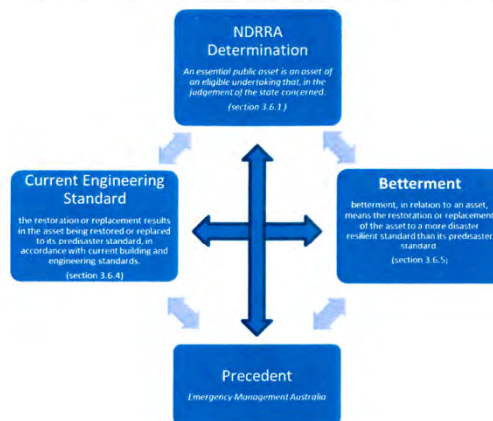 NDRRA
Determination
An essential public asset is an asset of
an eligible undertaking that, in the
judgement of the state concerned.
(section 3.6.1 )
Current Engineering
Standard
the restoration or replacement results
in the asset being restored or replaced
to its predisaster standard, in
accordance with current building and
engineering standards.
(section 3.6.4)
Betterment
betterment, in relation to an asset,
means the restoration or replacement
of the asset to a more disaster
resilient standard than its predisaster
standard
(section 3.6.5)
Precedent
Emergency Management Australia